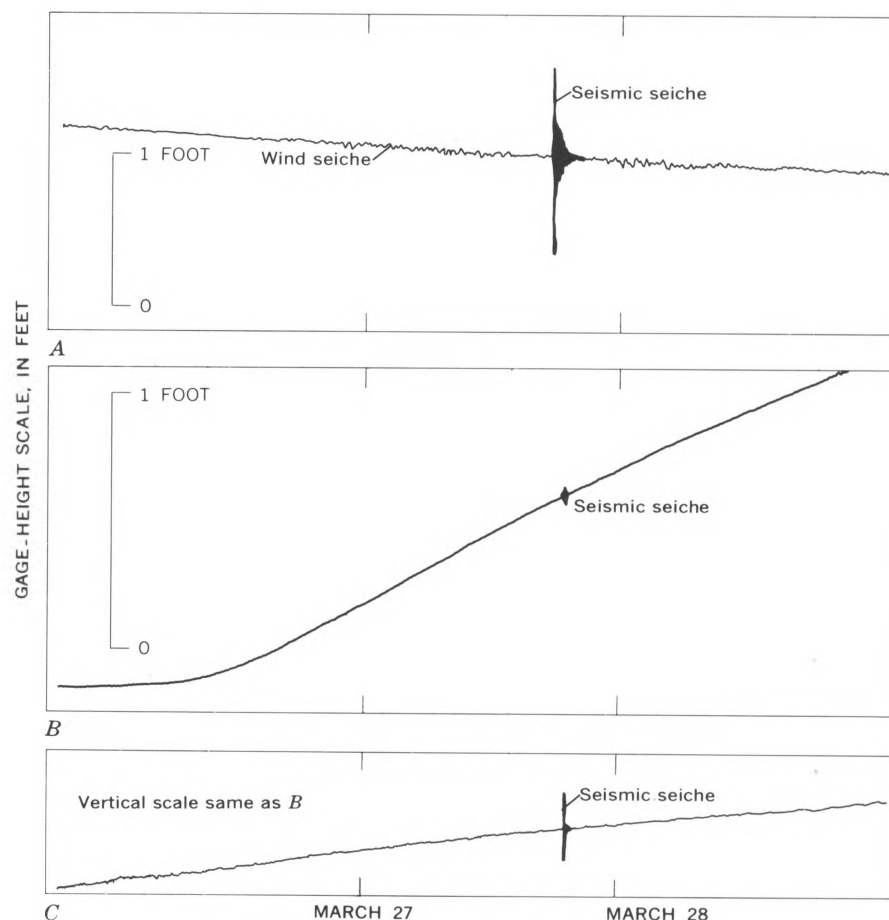 Seismic seiche
1 FOOT
Wind seiche
0
A
GAGE-HEIGHT SCALE, IN FEET
1 FOOT
Seismic seiche
0
B
Vertical scale same as B
Seismic seiche
C
MARCH 27
MARCH 28